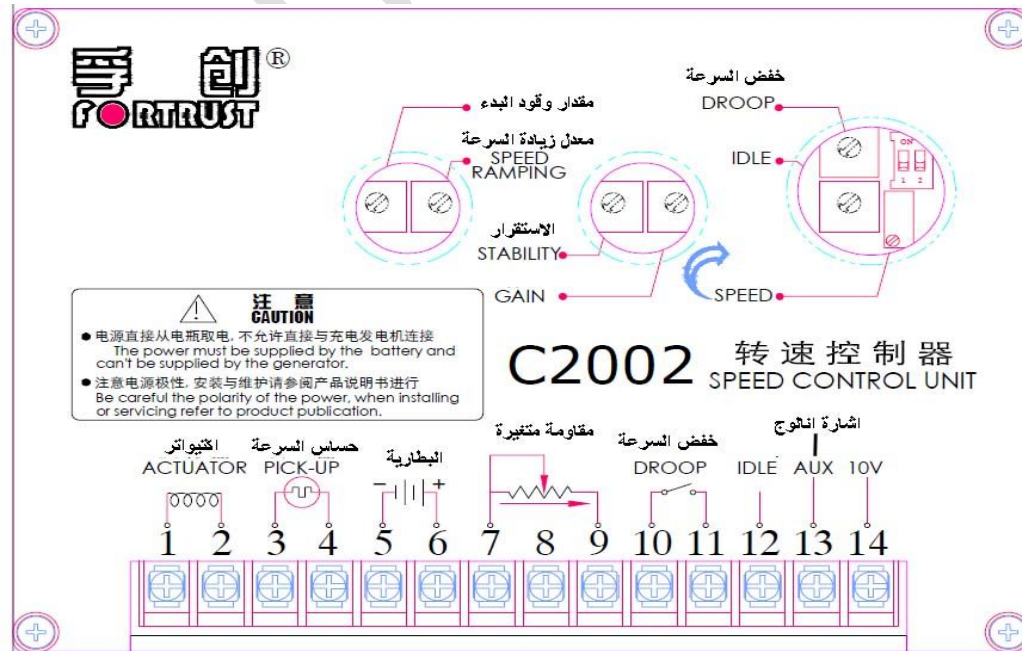 孚创®
FORTRUST
مقدار وقود البدء
معدل زيادة السرعة
SPEED
RAMPING
الاستقرار
STABILITY
GAIN
خفض السرعة
DROOP
IDLE
ON
1 2
SPEED
注意
CAUTION
● 电源直接从电瓶取电, 不允许直接与充电发电机连接
The power must be supplied by the battery and
can't be supplied by the generator.
● 注意电源极性, 安装与维护请参阅产品说明书进行
Be careful the polarity of the power, when installing
or servicing refer to product publication.
C2002 转速控制器
SPEED CONTROL UNIT
اكتيواتر
ACTUATOR
حساس السرعة
PICK-UP
البطارية
- +
مقاومة متغيرة
خفض السرعة
DROOP
IDLE
اشارة انالوج
AUX
10V
1 2 3 4 5 6 7 8 9 10 11 12 13 14